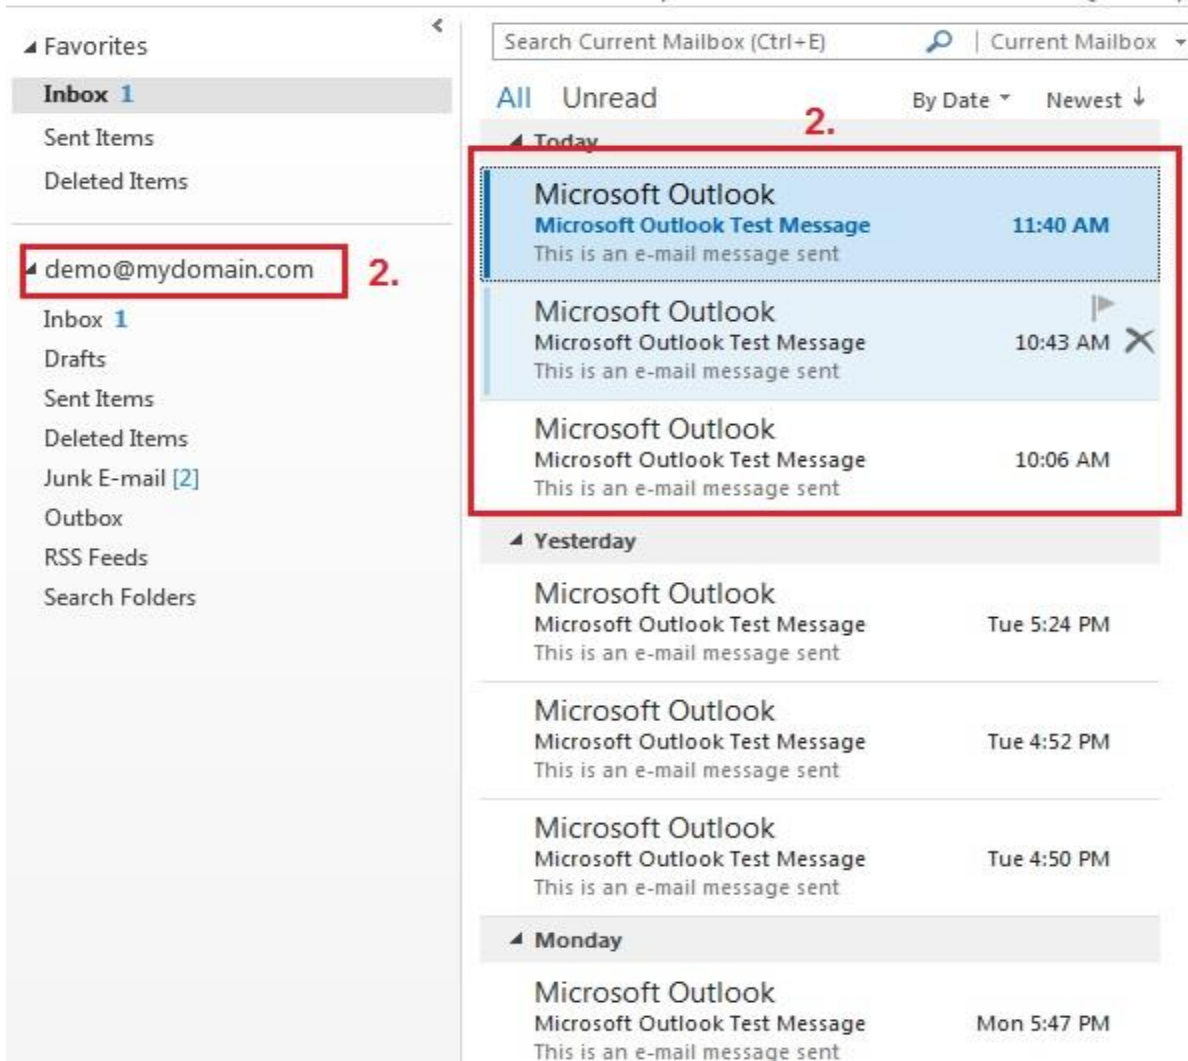 Favorites
Inbox 1
Sent Items
Deleted Items
demo@mydomain.com 2.
Inbox 1
Drafts
Sent Items
Deleted Items
Junk E-mail [2]
Outbox
RSS Feeds
Search Folders
Search Current Mailbox (Ctrl+E) Current Mailbox
All Unread By Date Newest
2.
Today
Microsoft Outlook
Microsoft Outlook Test Message 11:40 AM
This is an e-mail message sent
Microsoft Outlook
Microsoft Outlook Test Message 10:43 AM
This is an e-mail message sent
Microsoft Outlook
Microsoft Outlook Test Message 10:06 AM
This is an e-mail message sent
Yesterday
Microsoft Outlook
Microsoft Outlook Test Message Tue 5:24 PM
This is an e-mail message sent
Microsoft Outlook
Microsoft Outlook Test Message Tue 4:52 PM
This is an e-mail message sent
Microsoft Outlook
Microsoft Outlook Test Message Tue 4:50 PM
This is an e-mail message sent
Monday
Microsoft Outlook
Microsoft Outlook Test Message Mon 5:47 PM
This is an e-mail message sent